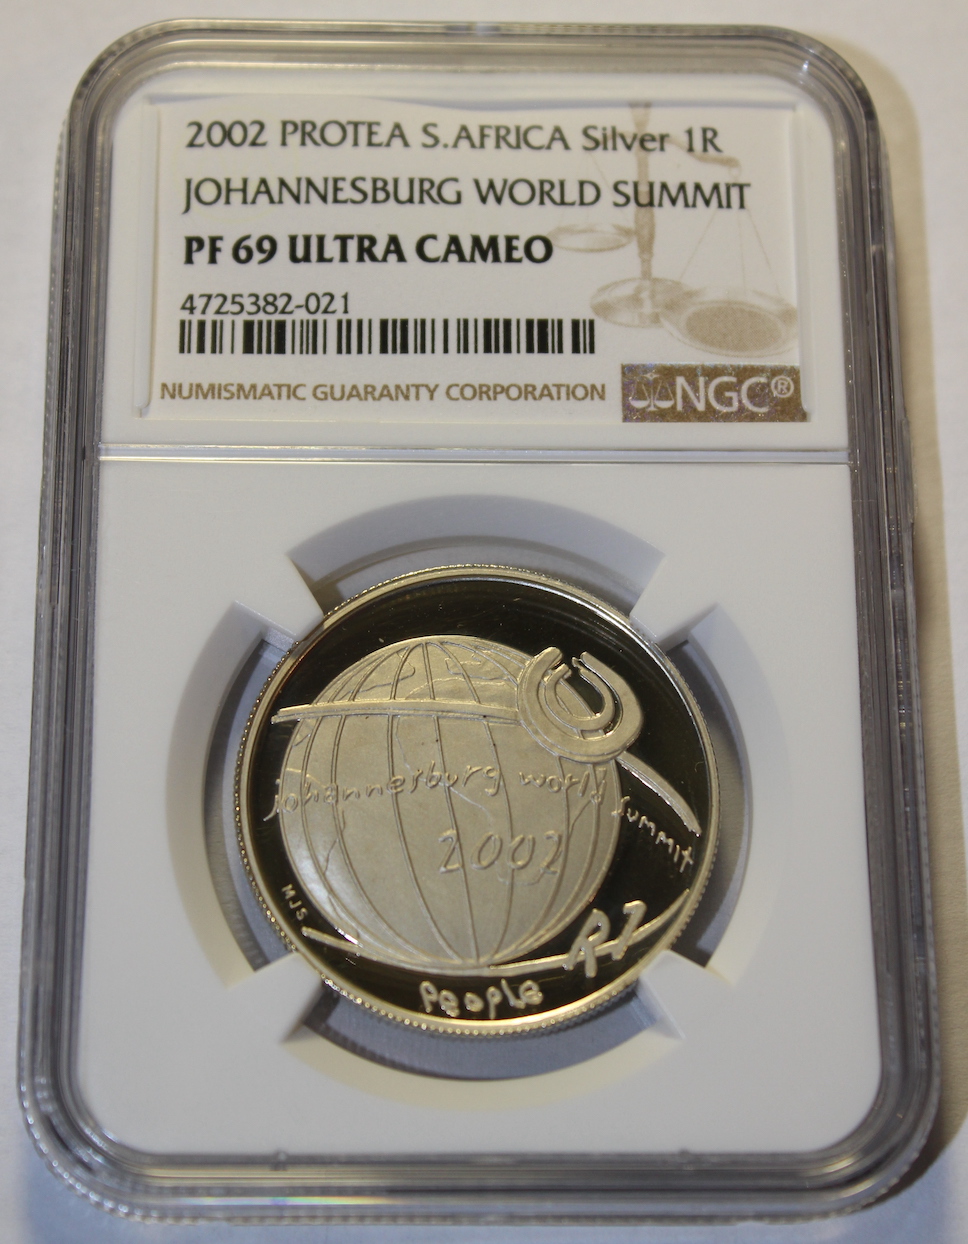 2002 PROTEA S.AFRICA Silver 1R
JOHANNESBURG WORLD SUMMIT
PF 69 ULTRA CAMEO
4725382-021
NUMISMATIC GUARANTY CORPORATION
NGC®
Johannesburg world summit
2002
MJS
R1
People